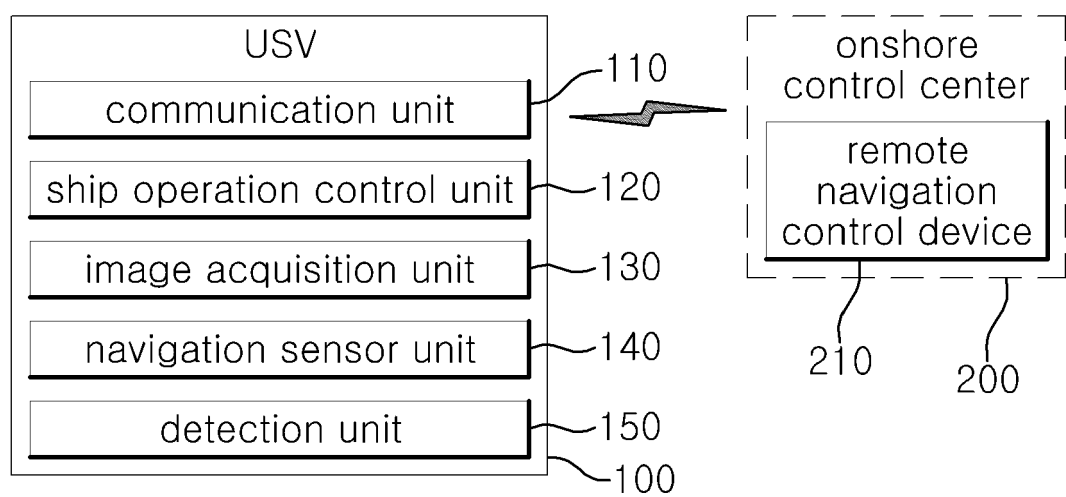 USV
communication unit
110
ship operation control unit
120
image acquisition unit
130
navigation sensor unit
140
detection unit
150
100
onshore
control center
remote
navigation
control device
210
200